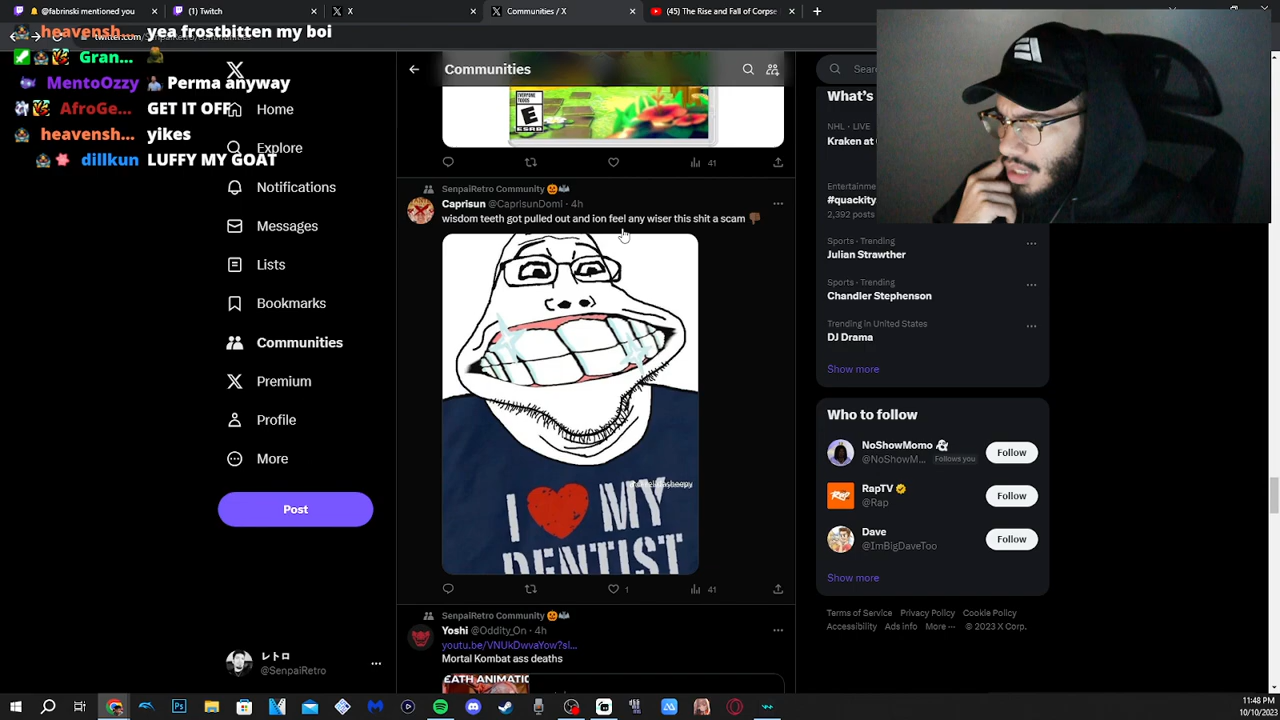 @fabrinski mentioned you
(1) Twitch
X
Communities / X
(45) The Rise and Fall of Corpse
heavensh... yea frostbitten my boi
Gran...
MentoOzzy Perma anyway
AfroGe... GET IT OFF
heavensh... yikes
dillkun LUFFY MY GOAT
Home
Explore
Notifications
Messages
Lists
Bookmarks
Communities
Premium
Profile
More
Post
レトロ
@SenpaiRetro
Communities
EVERYONE
E
ESRB
41
SenpaiRetro Community
Caprisun @CaprisunDomi · 4h
wisdom teeth got pulled out and ion feel any wiser this shit a scam
I MY
DENTIST
1
41
SenpaiRetro Community
Yoshi @Oddity_On · 4h
youtu.be/VNUkDwvaYow?si...
Mortal Kombat ass deaths
EATH ANIMATIC
Sear
What's
NHL · LIVE
Kraken at
Entertainme
#quackity
2,392 posts
Sports · Trending
Julian Strawther
Sports · Trending
Chandler Stephenson
Trending in United States
DJ Drama
Show more
Who to follow
NoShowMomo
@NoShowM... Follows you
Follow
RapTV
@Rap
Follow
Dave
@ImBigDaveToo
Follow
Show more
Terms of Service Privacy Policy Cookie Policy
Accessibility Ads info More ··· © 2023 X Corp.
11:48 PM
10/10/2023